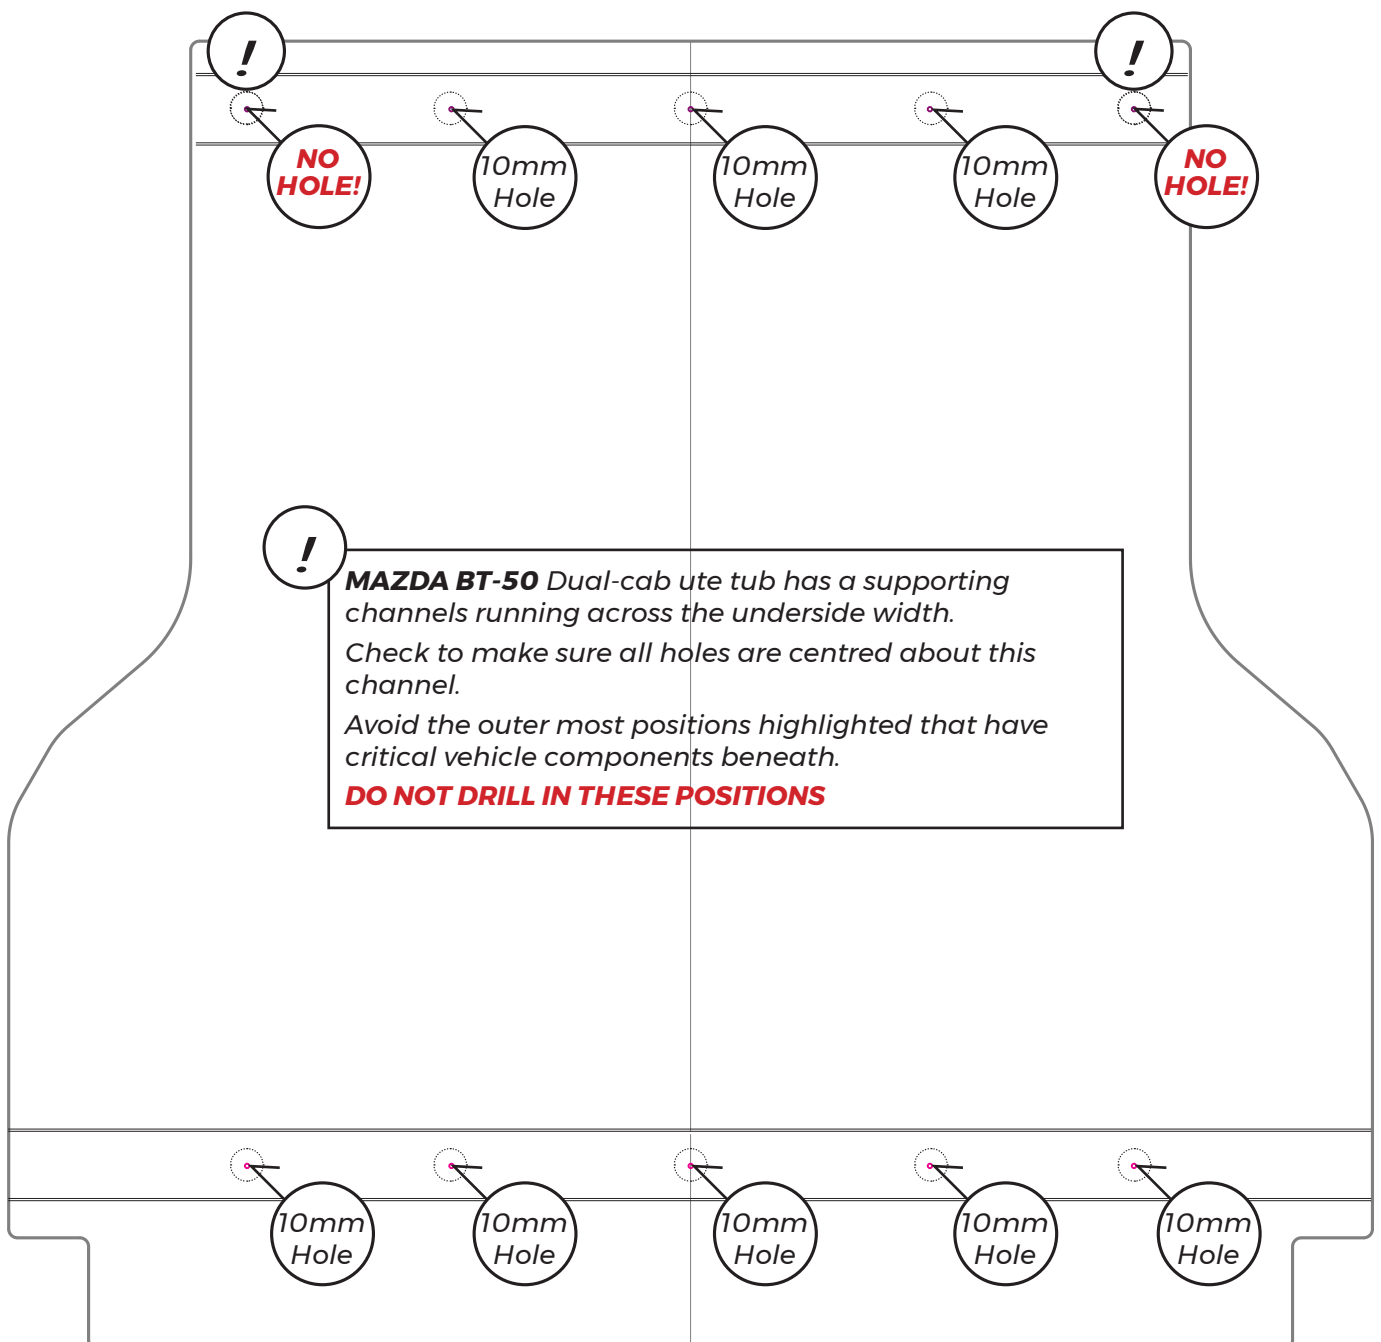 !
!
NO
HOLE!
10mm
Hole
10mm
Hole
10mm
Hole
NO
HOLE!
!
MAZDA BT-50 Dual-cab ute tub has a supporting
channels running across the underside width.
Check to make sure all holes are centred about this
channel.
Avoid the outer most positions highlighted that have
critical vehicle components beneath.
DO NOT DRILL IN THESE POSITIONS
10mm
Hole
10mm
Hole
10mm
Hole
10mm
Hole
10mm
Hole